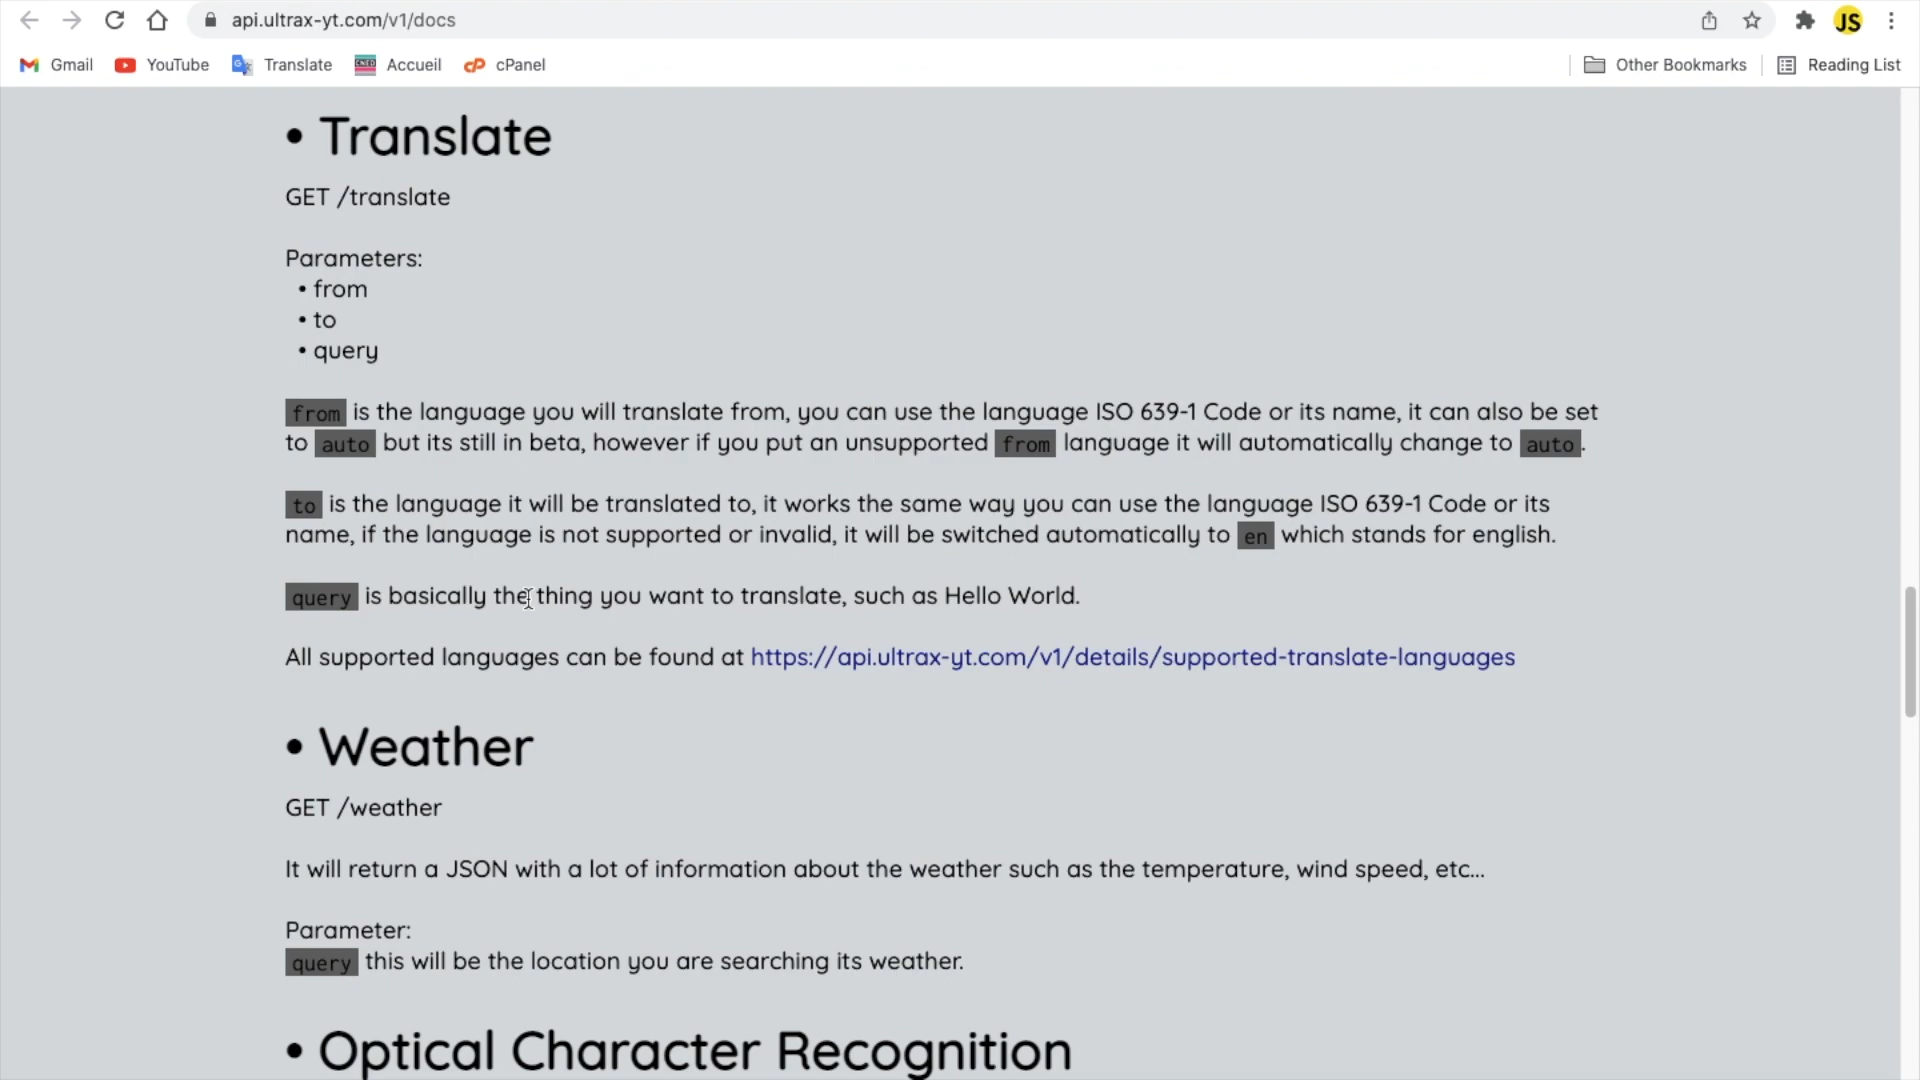 api.ultrax-yt.com/v1/docs
JS
Gmail YouTube Translate Accueil cPanel Other Bookmarks Reading List
• Translate
GET /translate
Parameters:
• from
• to
• query
from is the language you will translate from, you can use the language ISO 639-1 Code or its name, it can also be set
to auto but its still in beta, however if you put an unsupported from language it will automatically change to auto.
to is the language it will be translated to, it works the same way you can use the language ISO 639-1 Code or its
name, if the language is not supported or invalid, it will be switched automatically to en which stands for english.
query is basically the thing you want to translate, such as Hello World.
All supported languages can be found at https://api.ultrax-yt.com/v1/details/supported-translate-languages
• Weather
GET /weather
It will return a JSON with a lot of information about the weather such as the temperature, wind speed, etc...
Parameter:
query this will be the location you are searching its weather.
• Optical Character Recognition